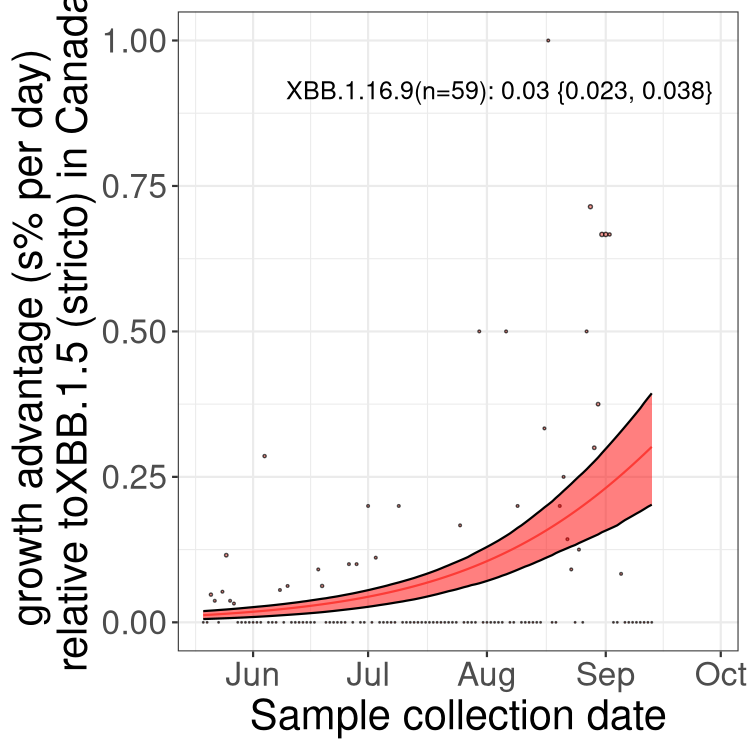 growth advantage (s% per day)
relative toXBB.1.5 (stricto) in Canada
1.00
0.75
0.50
0.25
0.00
XBB.1.16.9(n=59): 0.03 {0.023, 0.038}
Jun Jul Aug Sep Oct
Sample collection date